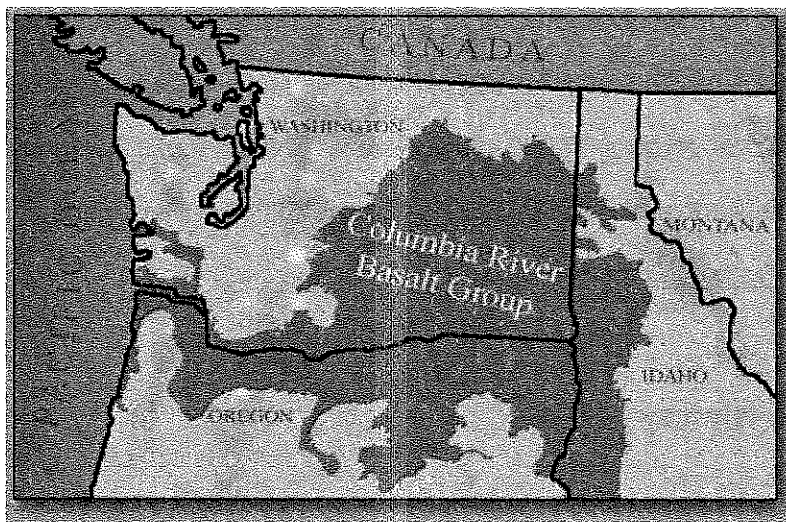 CANADA
WASHINGTON
MONTANA
Columbia River
Basalt Group
IDAHO
OREGON